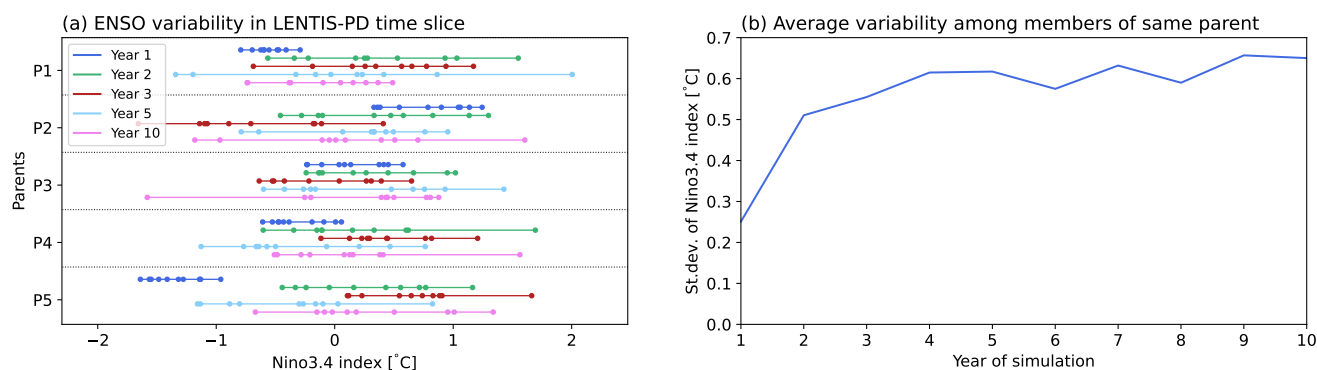 (a) ENSO variability in LENTIS-PD time slice
Year 1
Year 2
Year 3
Year 5
Year 10
Parents
P1
P2
P3
P4
P5
−2 −1 0 1 2
Nino3.4 index [˚C]
(b) Average variability among members of same parent
St.dev. of Nino3.4 index [˚C]
0.7
0.6
0.5
0.4
0.3
0.2
0.1
0.0
1 2 3 4 5 6 7 8 9 10
Year of simulation